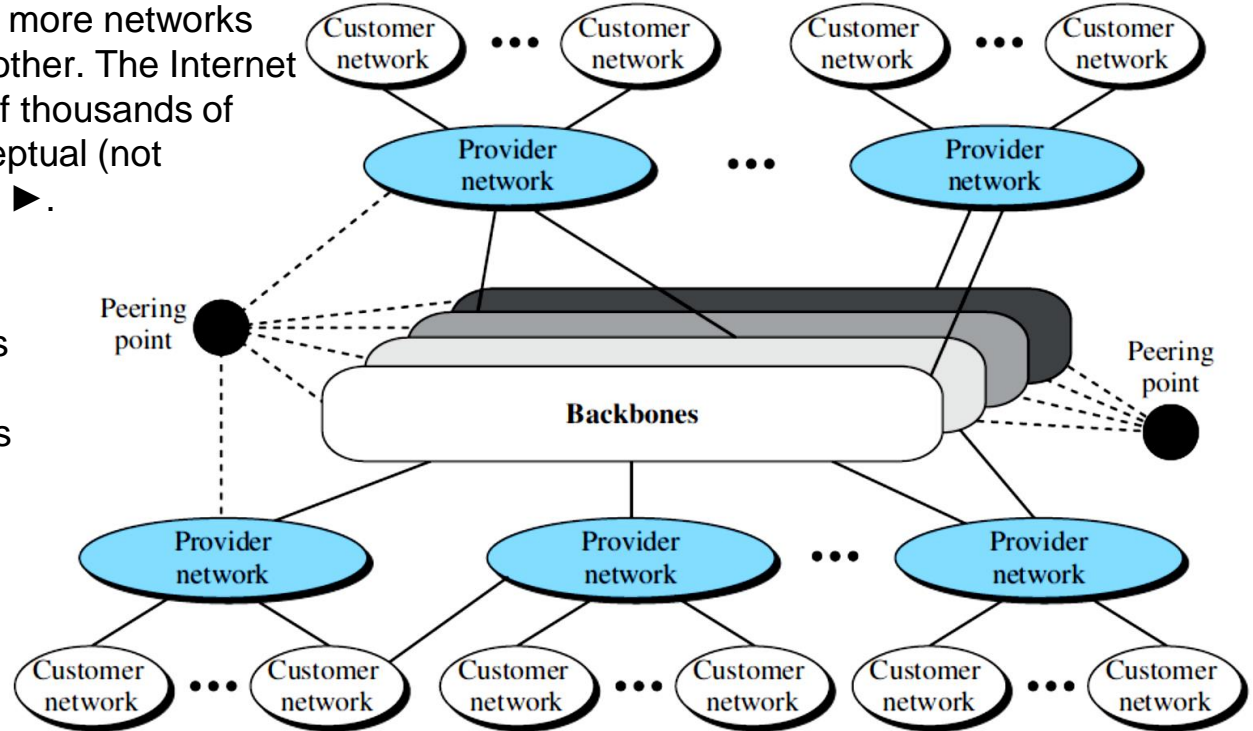 more networks
other. The Internet
f thousands of
eptual (not
►.
s
s
Customer
network
•••
Customer
network
Customer
network
•••
Customer
network
Provider
network
•••
Provider
network
Peering
point
Peering
point
Backbones
Provider
network
Provider
network
•••
Provider
network
Customer
network
•••
Customer
network
Customer
network
•••
Customer
network
Customer
network
•••
Customer
network